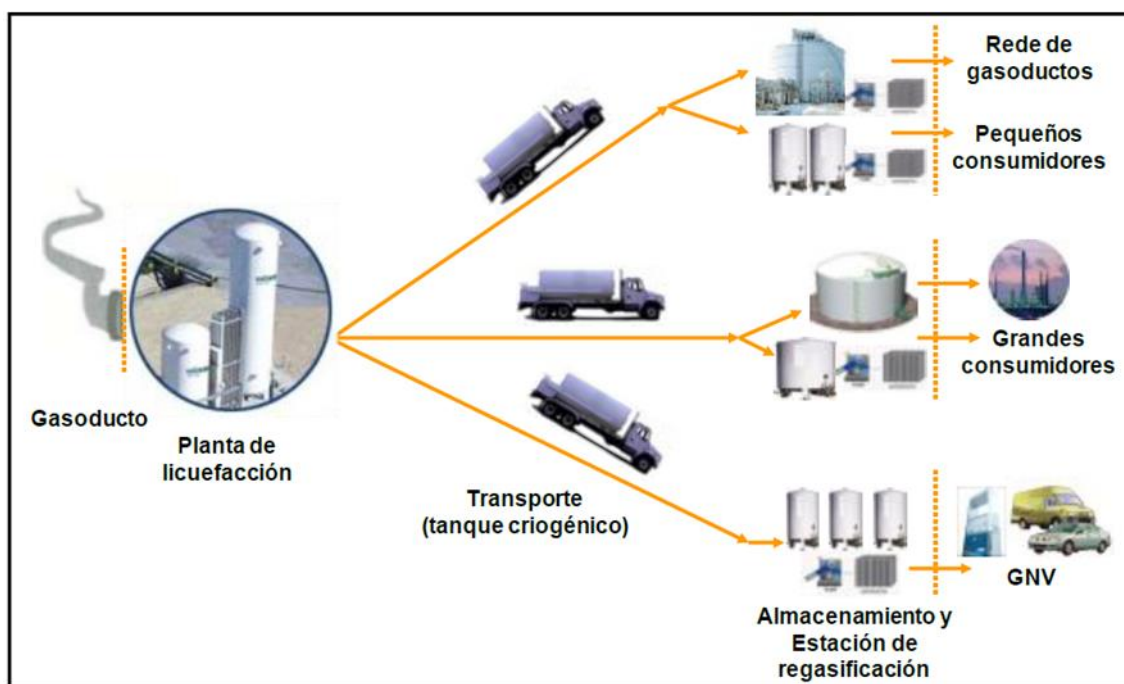 Rede de
gasoductos
Pequeños
consumidores
Grandes
consumidores
Gasoducto
Planta de
licuefacción
Transporte
(tanque criogénico)
GNV
Almacenamiento y
Estación de
regasificación